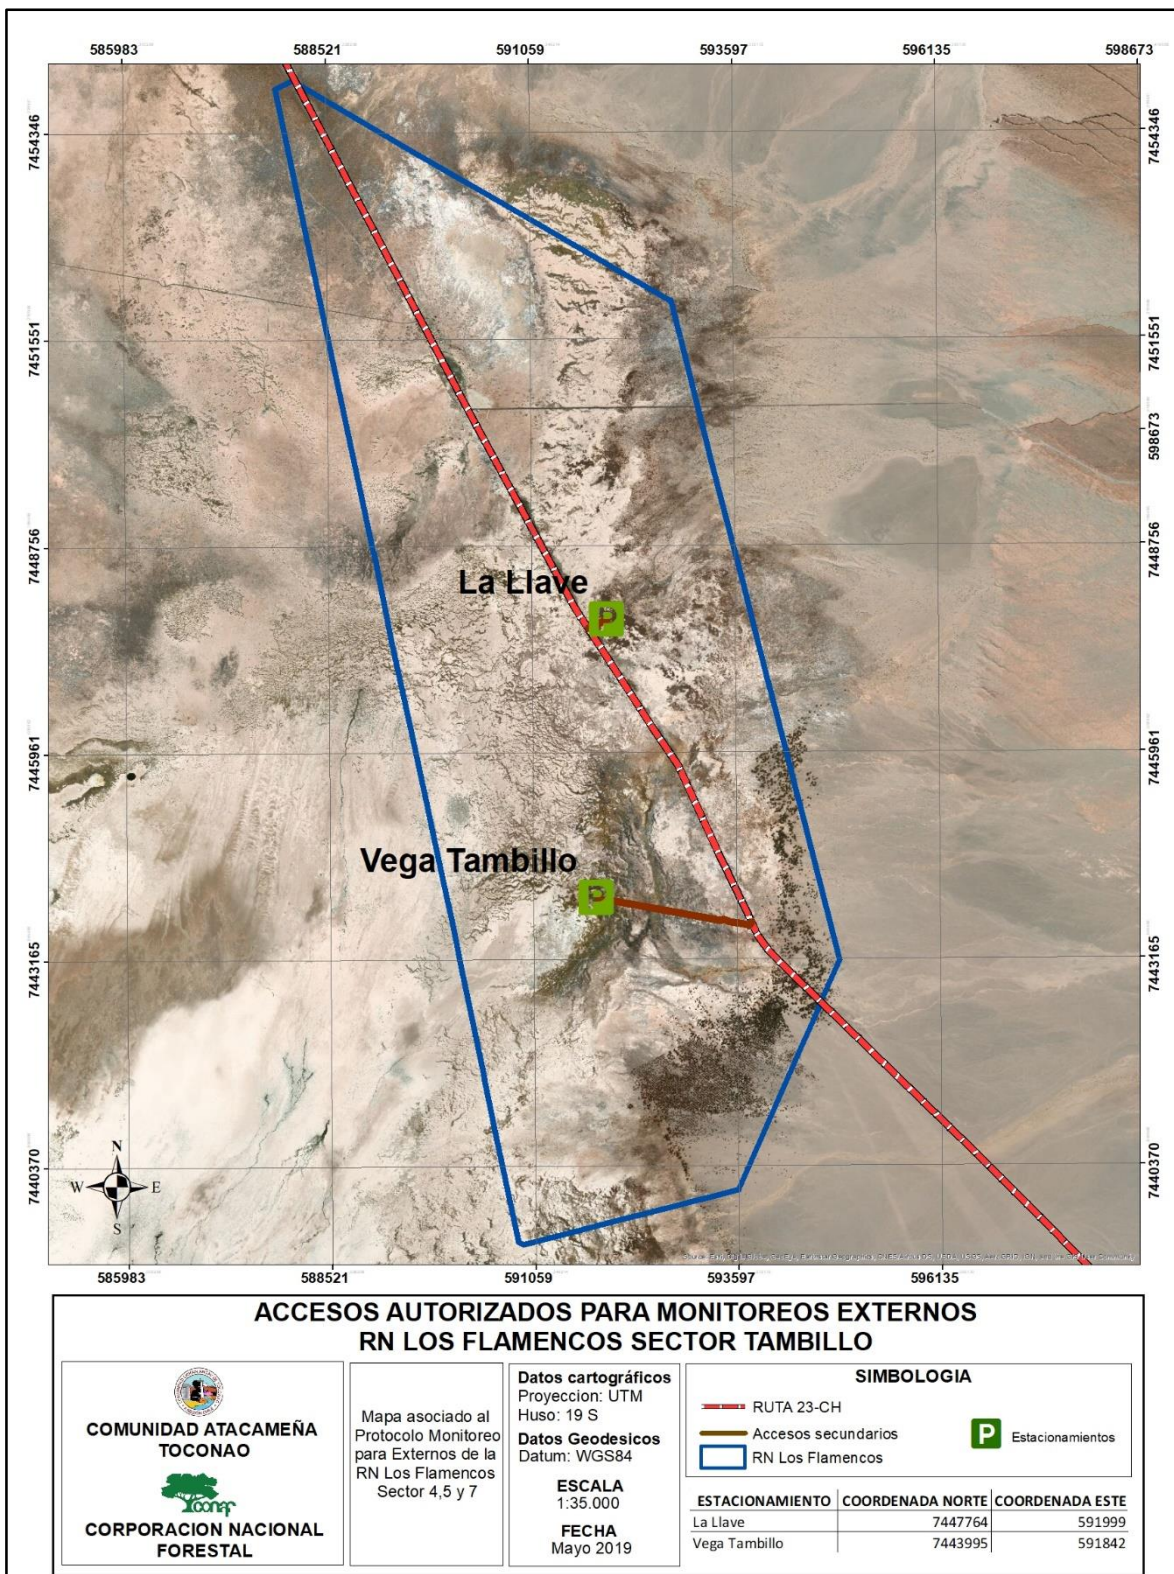 585983 588521 591059 593597 596135 598673
7454346 7454346
7451551 7451551
598673
7448756 7448756
La Llave
P
7445961 7445961
Vega Tambillo
P
7443165 7443165
7440370 7440370
N
W E
S
585983 588521 591059 593597 596135
ACCESOS AUTORIZADOS PARA MONITOREOS EXTERNOS
RN LOS FLAMENCOS SECTOR TAMBILLO
COMUNIDAD ATACAMEÑA
TOCONAO
conaf
CORPORACION NACIONAL
FORESTAL
Mapa asociado al
Protocolo Monitoreo
para Externos de la
RN Los Flamencos
Sector 4,5 y 7
Datos cartográficos
Proyeccion: UTM
Huso: 19 S
Datos Geodesicos
Datum: WGS84
ESCALA
1:35.000
FECHA
Mayo 2019
SIMBOLOGIA
RUTA 23-CH
Accesos secundarios
RN Los Flamencos
P Estacionamientos
ESTACIONAMIENTO COORDENADA NORTE COORDENADA ESTE
La Llave 7447764 591999
Vega Tambillo 7443995 591842